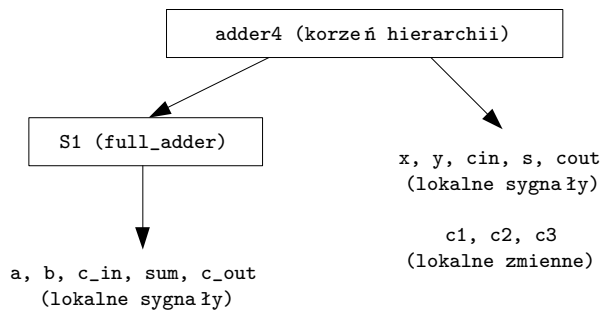 adder4 (korzeń hierarchii)
S1 (full_adder)
x, y, cin, s, cout
(lokalne sygnały)
c1, c2, c3
(lokalne zmienne)
a, b, c_in, sum, c_out
(lokalne sygnały)